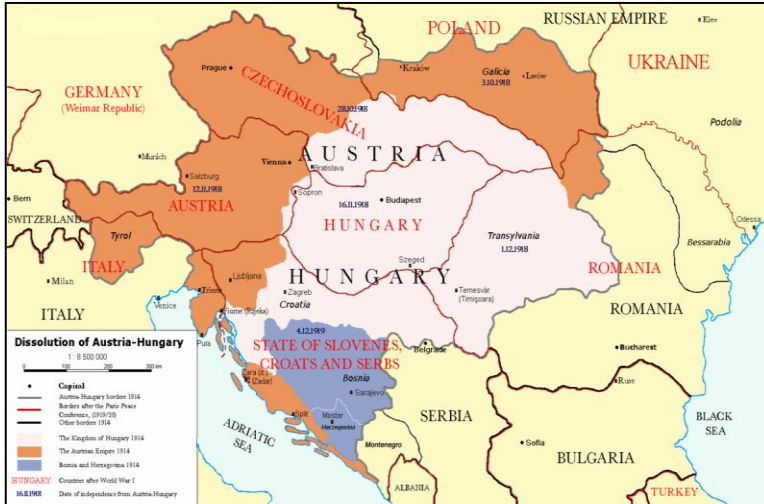 POLAND
RUSSIAN EMPIRE
Kiev
UKRAINE
GERMANY
(Weimar Republic)
Prague
CZECHOSLOVAKIA
28.10.1918
Kraków
Galicia
Lwów
3.10.1918
Podolia
Munich
Salzburg
Vienna
Bratislava
AUSTRIA
12.11.1918
AUSTRIA
Bern
SWITZERLAND
Sopron
16.11.1918
Budapest
HUNGARY
Transylvania
1.12.1918
Odessa
Bessarabia
Tyrol
ITALY
Milan
Venice
Trieste
Ljubljana
Szeged
HUNGARY
Zagreb
Croatia
Temesvár
(Timişoara)
ROMANIA
ITALY
Fiume (Rijeka)
Pula
4.12.1919
STATE OF SLOVENES,
CROATS AND SERBS
Belgrade
ROMANIA
Bucharest
Ruse
Zara (it.)
(Zadar)
Bosnia
Sarajevo
Split
Mostar
Herzegovina
ADRIATIC
SEA
Montenegro
SERBIA
Sofia
BULGARIA
BLACK
SEA
ALBANIA
TURKEY
Dissolution of Austria-Hungary
1 : 8 500 000
0 100 200 300 km
Capital
Austria-Hungary borders 1914
Borders after the Paris Peace
Conference, (1919/20)
Other borders 1914
The Kingdom of Hungary 1914
The Austrian Empire 1914
Bosnia and Herzegovina 1914
HUNGARY Countries after World War I
16.11.1918 Date of independence from Austria-Hungary